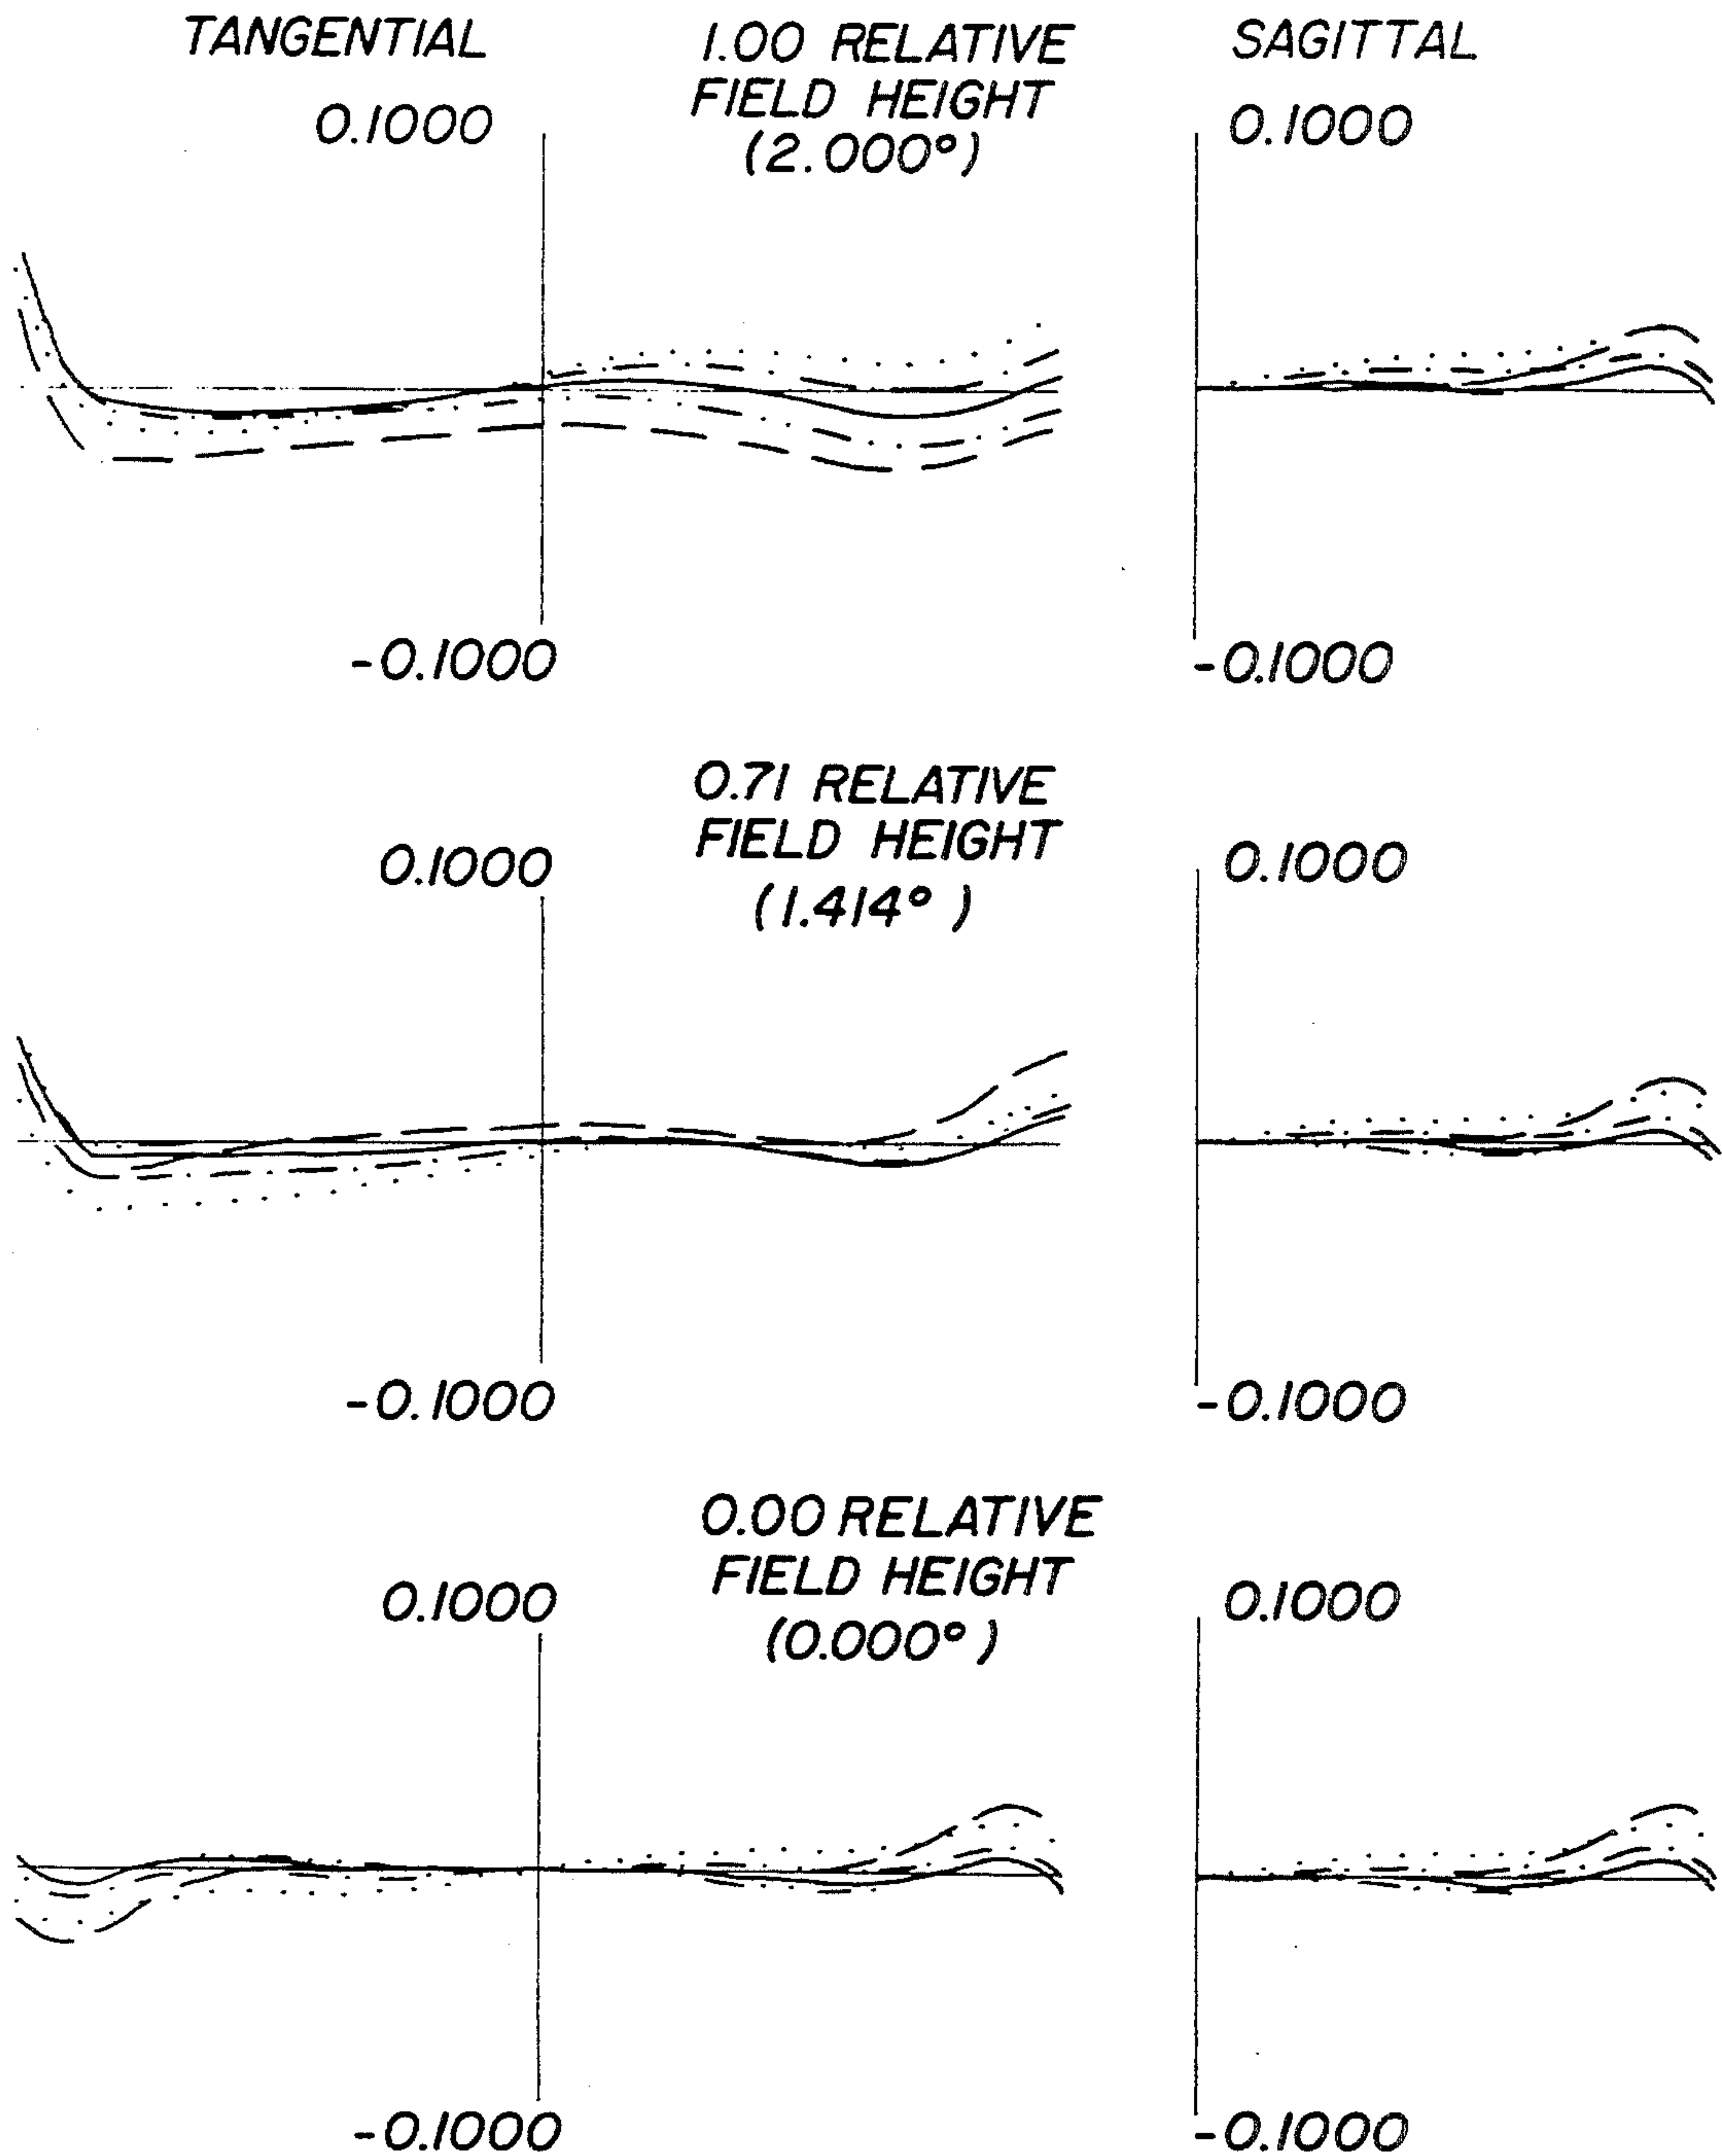 TANGENTIAL
1.00 RELATIVE
FIELD HEIGHT
(2.000°)
SAGITTAL
0.1000
0.1000
-0.1000
-0.1000
0.71 RELATIVE
FIELD HEIGHT
(1.414°)
0.1000
0.1000
-0.1000
-0.1000
0.00 RELATIVE
FIELD HEIGHT
(0.000°)
0.1000
0.1000
-0.1000
-0.1000